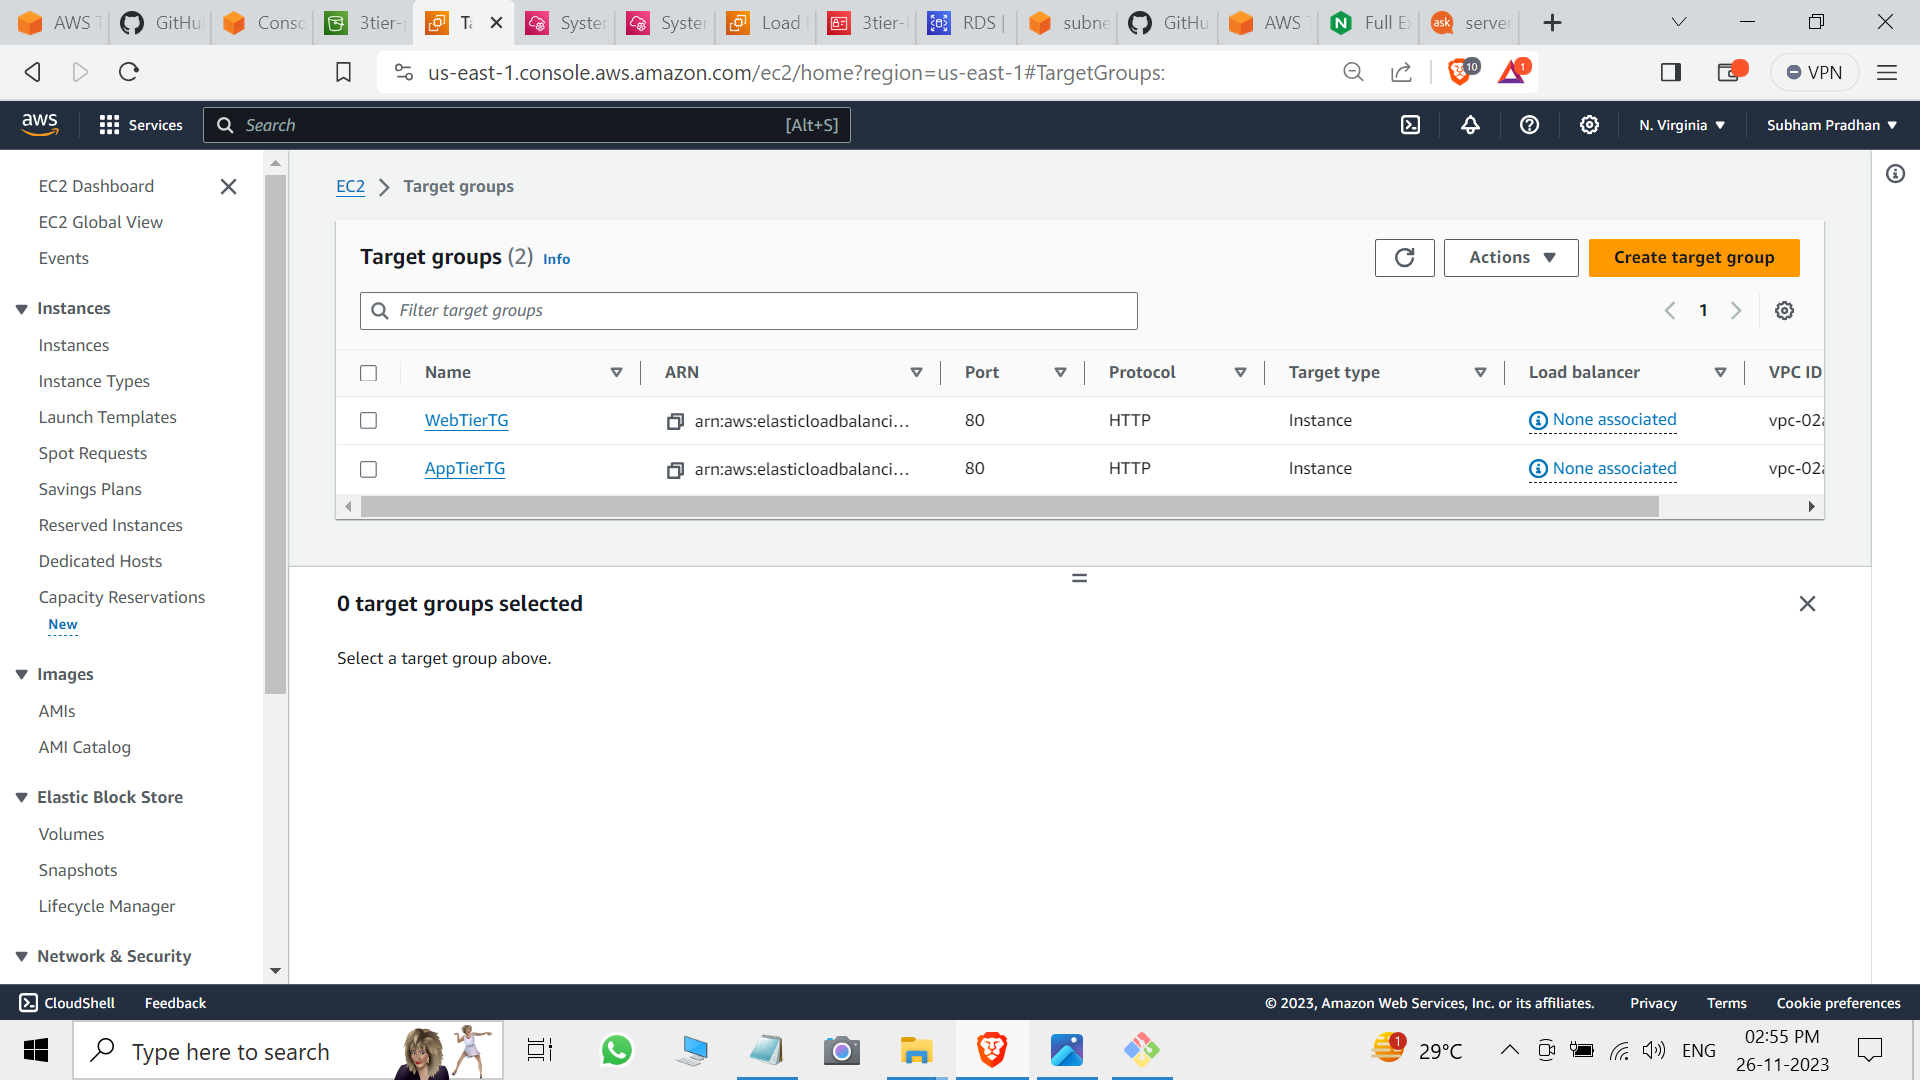 AWS T
GitHu
Conso
3tier-
Ta
Syster
Syster
Load
3tier-
RDS |
subne
GitHu
AWS T
Full Ex
ask
server
us-east-1.console.aws.amazon.com/ec2/home?region=us-east-1#TargetGroups:
10
1
VPN
aws
Services
Search
[Alt+S]
N. Virginia
Subham Pradhan
EC2 Dashboard
EC2 Global View
Events
Instances
Instances
Instance Types
Launch Templates
Spot Requests
Savings Plans
Reserved Instances
Dedicated Hosts
Capacity Reservations
New
Images
AMIs
AMI Catalog
Elastic Block Store
Volumes
Snapshots
Lifecycle Manager
Network & Security
EC2 > Target groups
Target groups (2) Info
Actions
Create target group
Filter target groups
1
Name ARN Port Protocol Target type Load balancer VPC ID
WebTierTG arn:aws:elasticloadbalanci... 80 HTTP Instance None associated vpc-02a
AppTierTG arn:aws:elasticloadbalanci... 80 HTTP Instance None associated vpc-02a
0 target groups selected
Select a target group above.
CloudShell Feedback
© 2023, Amazon Web Services, Inc. or its affiliates. Privacy Terms Cookie preferences
Type here to search
1
29°C
ENG
02:55 PM
26-11-2023